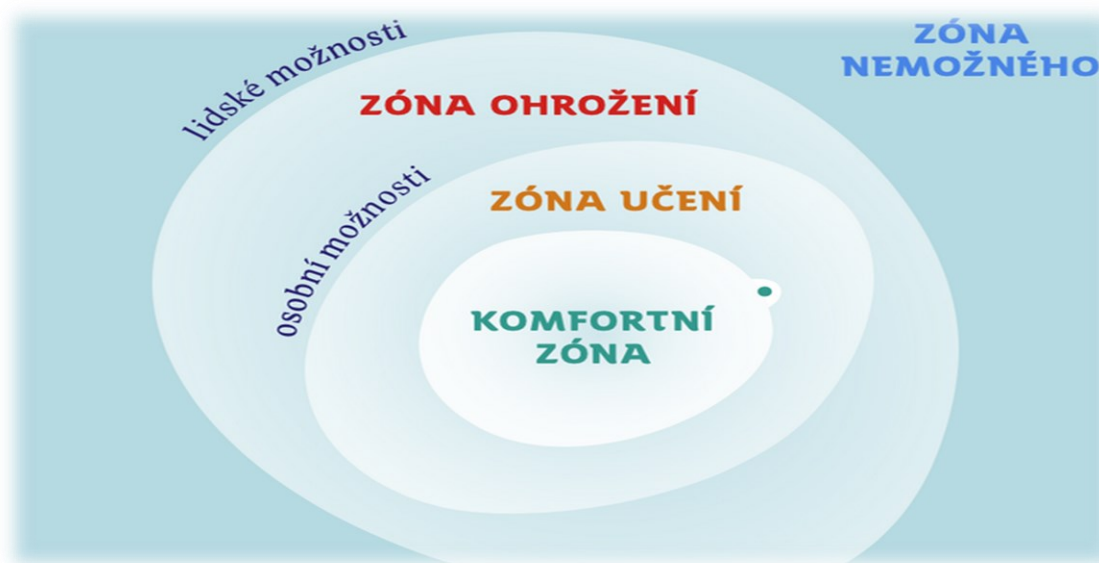 ZÓNA
NEMOŽNÉHO
lidské možnosti
ZÓNA OHROŽENÍ
osobní možnosti
ZÓNA UČENÍ
KOMFORTNÍ
ZÓNA